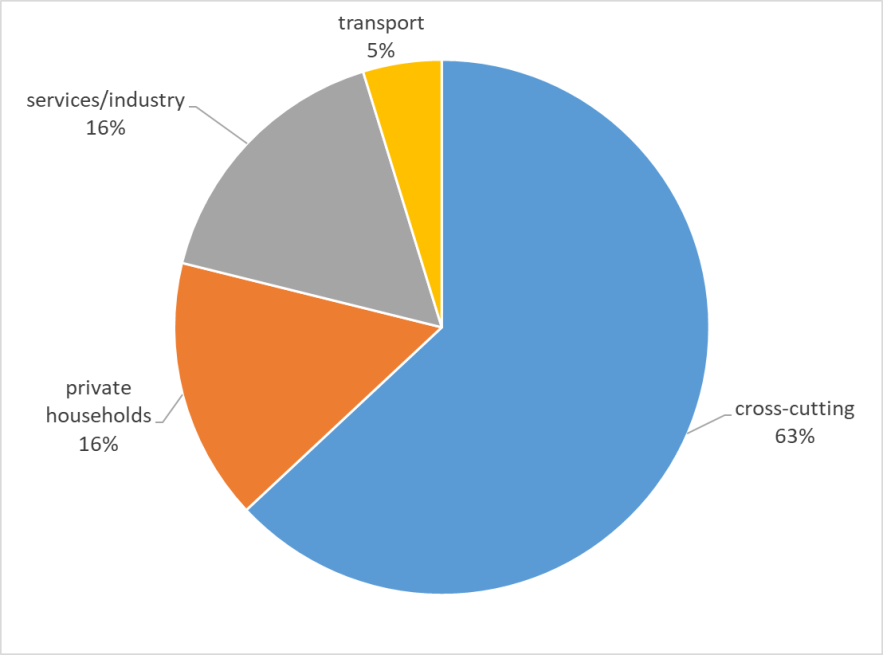 transport
5%
services/industry
16%
private
households
16%
cross-cutting
63%